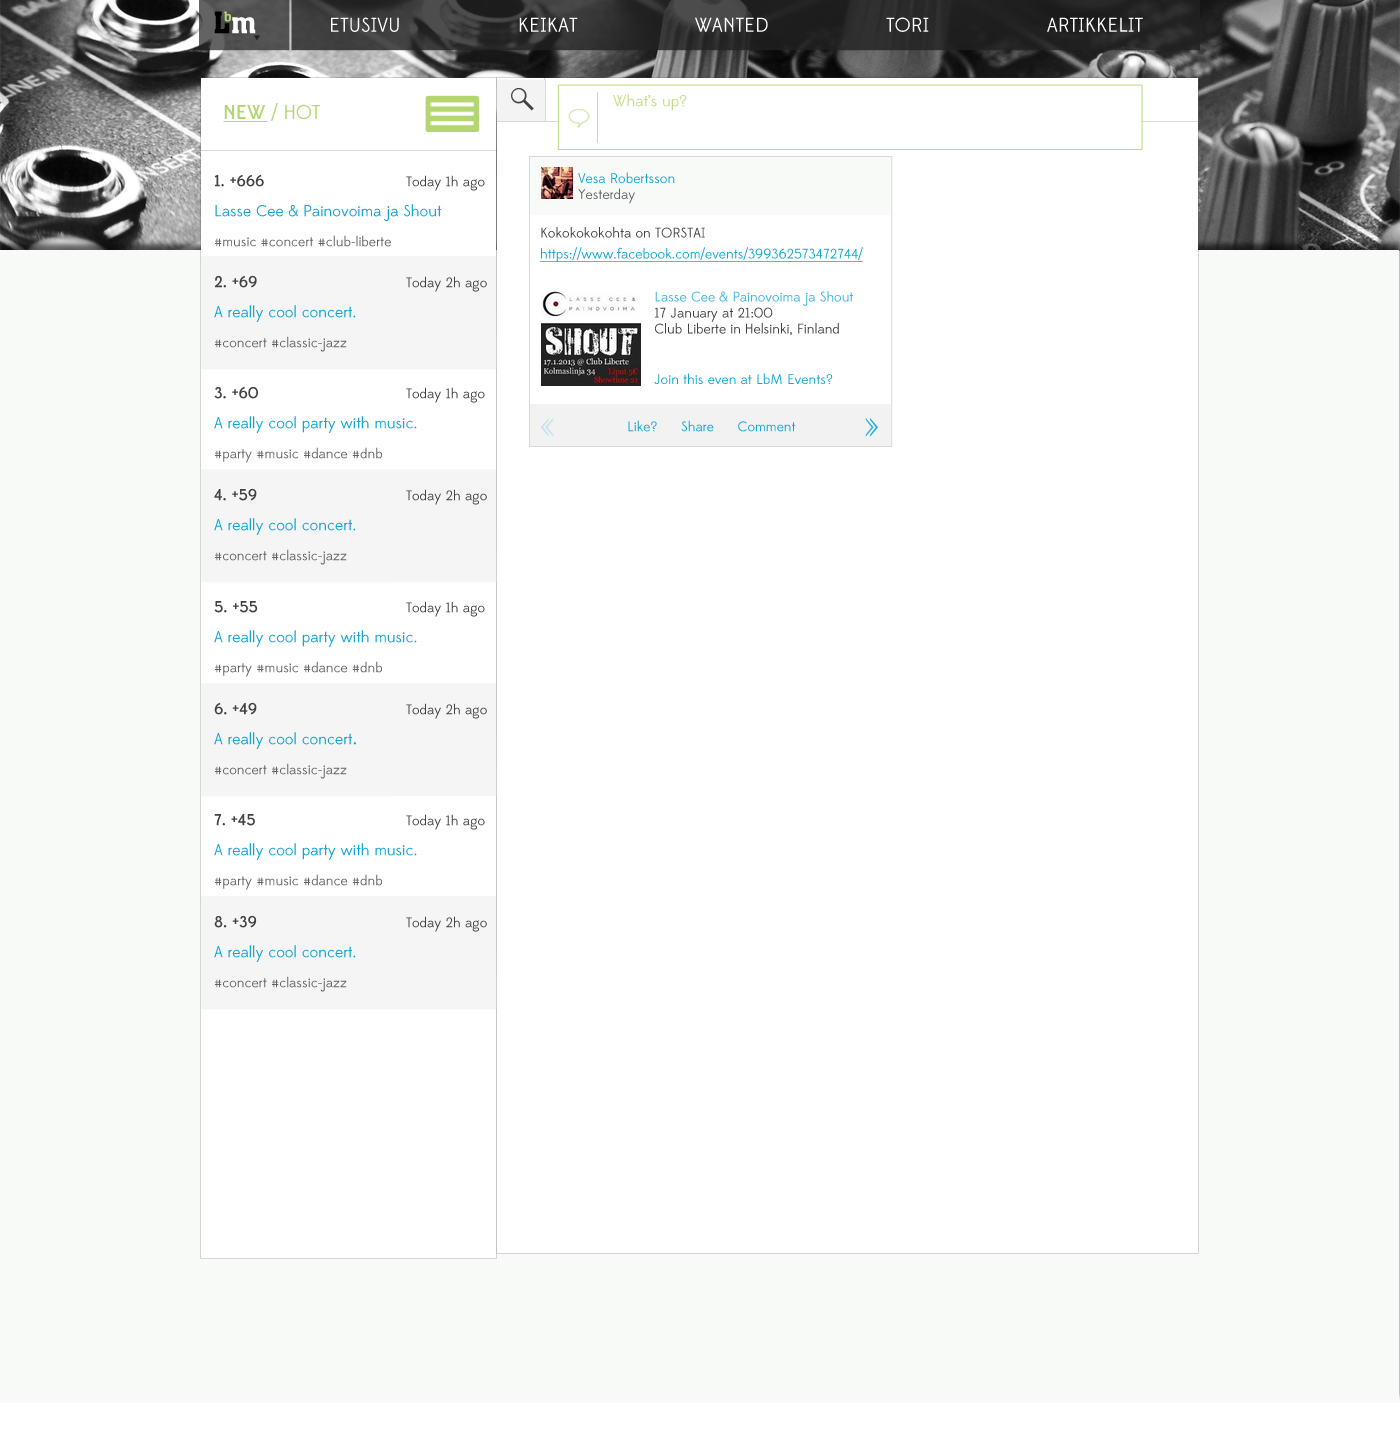 LbM
ETUSIVU
KEIKAT
WANTED
TORI
ARTIKKELIT
LINE IN
BAL
INSERT
NEW / HOT
What's up?
1. +666
Today 1h ago
Lasse Cee & Painovoima ja Shout
#music #concert #club-liberte
2. +69
Today 2h ago
A really cool concert.
#concert #classic-jazz
3. +60
Today 1h ago
A really cool party with music.
#party #music #dance #dnb
4. +59
Today 2h ago
A really cool concert.
#concert #classic-jazz
5. +55
Today 1h ago
A really cool party with music.
#party #music #dance #dnb
6. +49
Today 2h ago
A really cool concert.
#concert #classic-jazz
7. +45
Today 1h ago
A really cool party with music.
#party #music #dance #dnb
8. +39
Today 2h ago
A really cool concert.
#concert #classic-jazz
Vesa Robertsson
Yesterday
Kokokokokohta on TORSTAI
https://www.facebook.com/events/399362573472744/
LASSE CEE &
PAINOVOIMA
SHOUT
17.1.2013 @ Club Liberte
Kolmaslinja 34
Liput 5€
Showtime 21
Lasse Cee & Painovoima ja Shout
17 January at 21:00
Club Liberte in Helsinki, Finland
Join this even at LbM Events?
Like?
Share
Comment